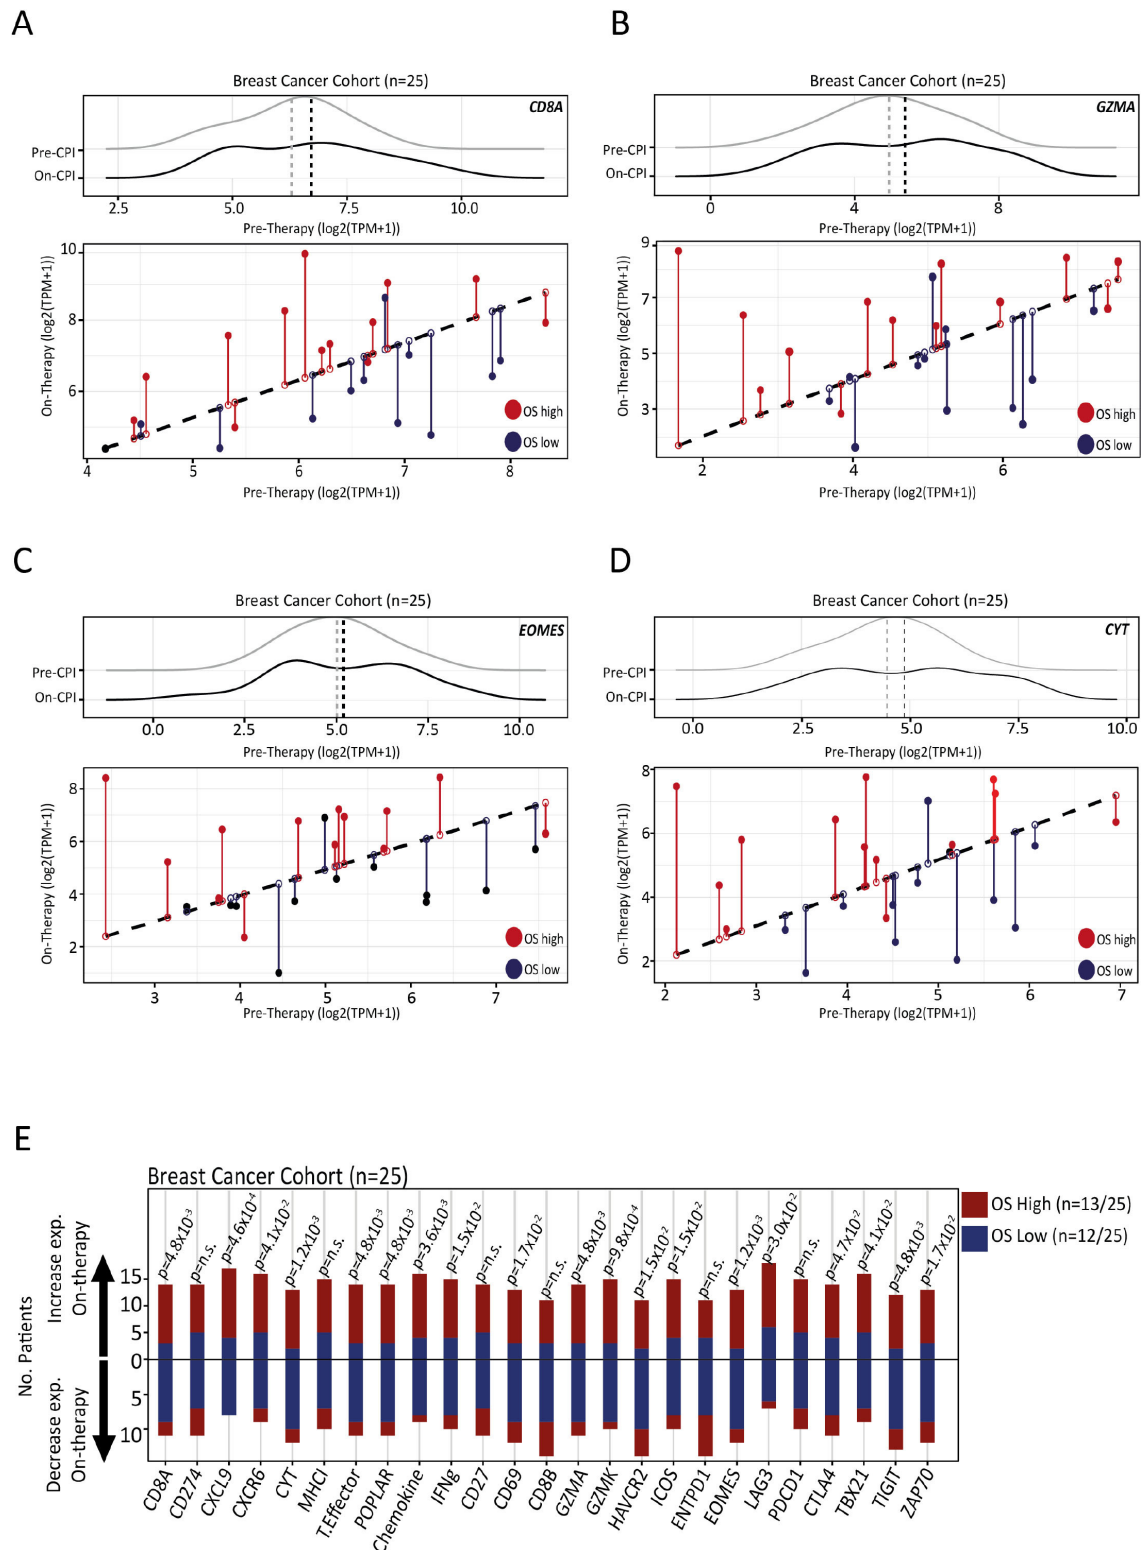 A
Breast Cancer Cohort (n=25)
CD8A
Pre-CPI
On-CPI
2.5 5.0 7.5 10.0
Pre-Therapy (log2(TPM+1))
On-Therapy (log2(TPM+1))
10
8
6
OS high
OS low
4 5 6 7 8
Pre-Therapy (log2(TPM+1))
B
Breast Cancer Cohort (n=25)
GZMA
Pre-CPI
On-CPI
0 4 8
Pre-Therapy (log2(TPM+1))
On-Therapy (log2(TPM+1))
9
7
5
3
OS high
OS low
2 4 6
Pre-Therapy (log2(TPM+1))
C
Breast Cancer Cohort (n=25)
EOMES
Pre-CPI
On-CPI
0.0 2.5 5.0 7.5 10.0
Pre-Therapy (log2(TPM+1))
On-Therapy (log2(TPM+1))
8
6
4
2
OS high
OS low
3 4 5 6 7
Pre-Therapy (log2(TPM+1))
D
Breast Cancer Cohort (n=25)
CYT
Pre-CPI
On-CPI
0.0 2.5 5.0 7.5 10.0
Pre-Therapy (log2(TPM+1))
On-Therapy (log2(TPM+1))
8
6
4
2
OS high
OS low
2 3 4 5 6 7
Pre-Therapy (log2(TPM+1))
E
Breast Cancer Cohort (n=25)
OS High (n=13/25)
OS Low (n=12/25)
No. Patients
Increase exp.
On-therapy
Decrease exp.
On-therapy
15
10
5
0
5
10
p=4.8x10-3
p=n.s.
p=4.6x10-4
p=4.1x10-2
p=1.2x10-3
p=n.s.
p=4.8x10-3
p=4.8x10-3
p=3.6x10-3
p=1.5x10-2
p=n.s.
p=1.7x10-2
p=n.s.
p=4.8x10-3
p=9.8x10-4
p=1.5x10-2
p=1.5x10-2
p=n.s.
p=1.2x10-3
p=3.0x10-2
p=n.s.
p=4.7x10-2
p=4.1x10-2
p=4.8x10-3
p=1.7x10-2
CD8A
CD274
CXCL9
CXCR6
CYT
MHCI
T.Effector
POPLAR
Chemokine
IFNg
CD27
CD69
CD8B
GZMA
GZMK
HAVCR2
ICOS
ENTPD1
EOMES
LAG3
PDCD1
CTLA4
TBX21
TIGIT
ZAP70